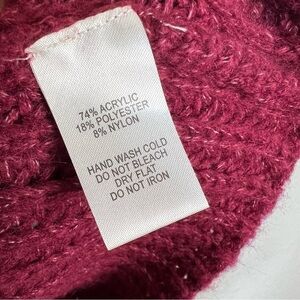 74% ACRYLIC
18% POLYESTER
8% NYLON
HAND WASH COLD
DO NOT BLEACH
DRY FLAT
DO NOT IRON